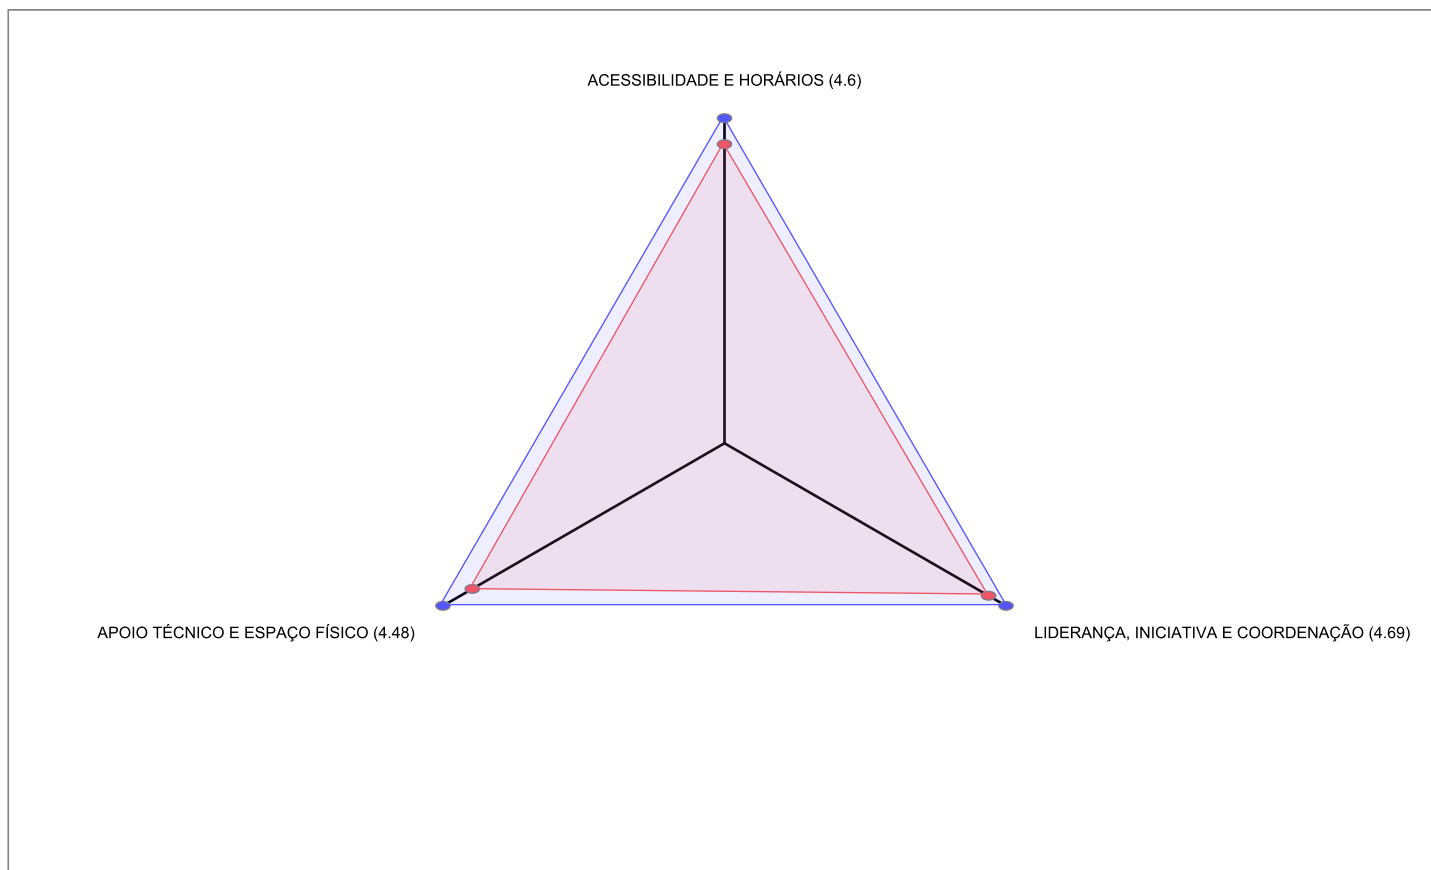 ACESSIBILIDADE E HORÁRIOS (4.6)
APOIO TÉCNICO E ESPAÇO FÍSICO (4.48)
LIDERANÇA, INICIATIVA E COORDENAÇÃO (4.69)